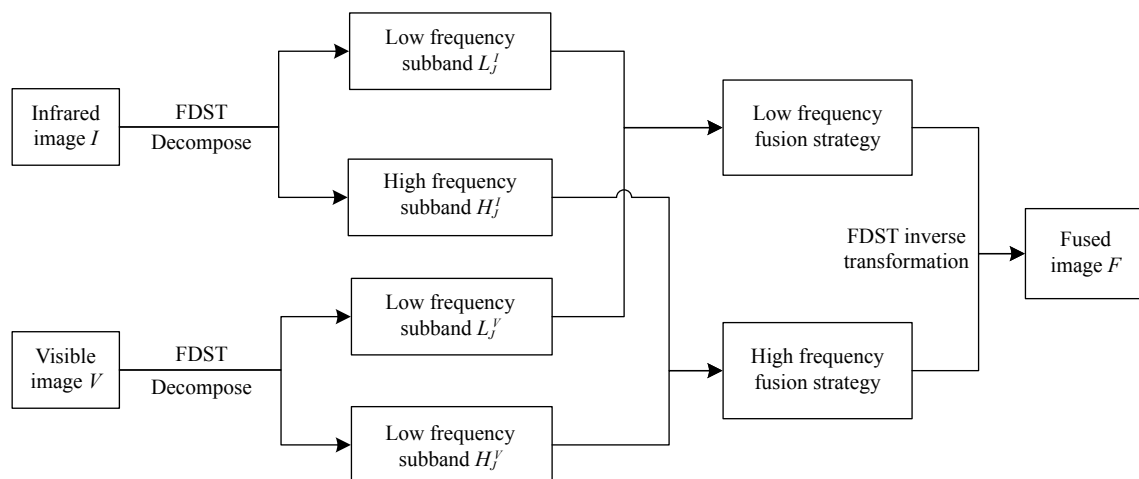 Infrared
image I
FDST
Decompose
Low frequency
subband L_J^I
High frequency
subband H_J^I
Visible
image V
FDST
Decompose
Low frequency
subband L_J^V
Low frequency
subband H_J^V
Low frequency
fusion strategy
High frequency
fusion strategy
FDST inverse
transformation
Fused
image F